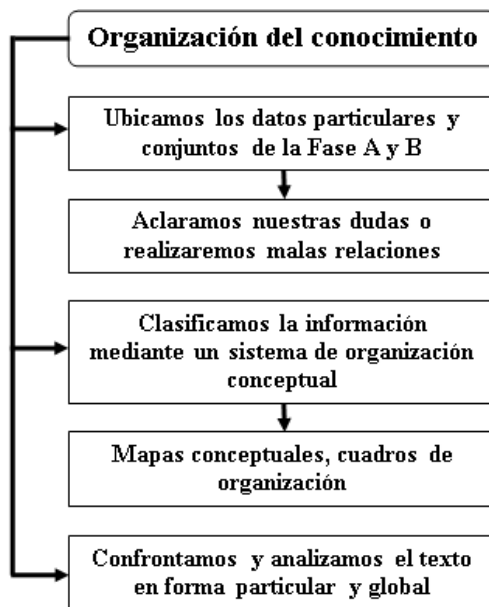 Organización del conocimiento
Ubicamos los datos particulares y
conjuntos de la Fase A y B
Aclaramos nuestras dudas o
realizaremos malas relaciones
Clasificamos la información
mediante un sistema de organización
conceptual
Mapas conceptuales, cuadros de
organización
Confrontamos y analizamos el texto
en forma particular y global